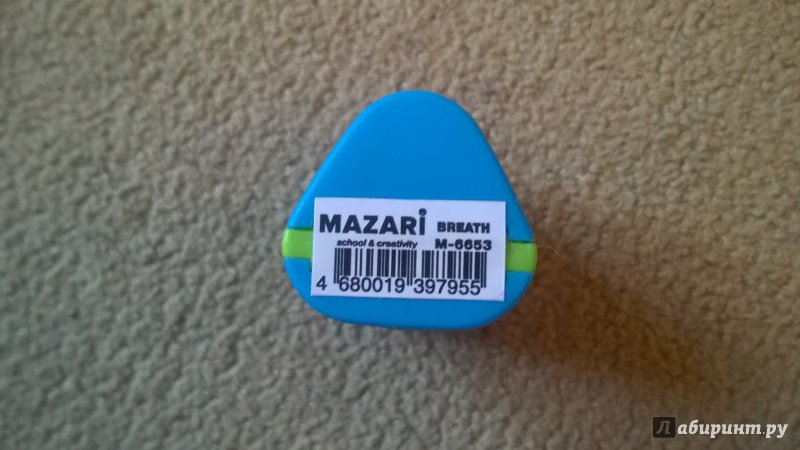 MAZARi BREATH
school & creativity M-6653
4 680019 397955
Лабиринт.ру